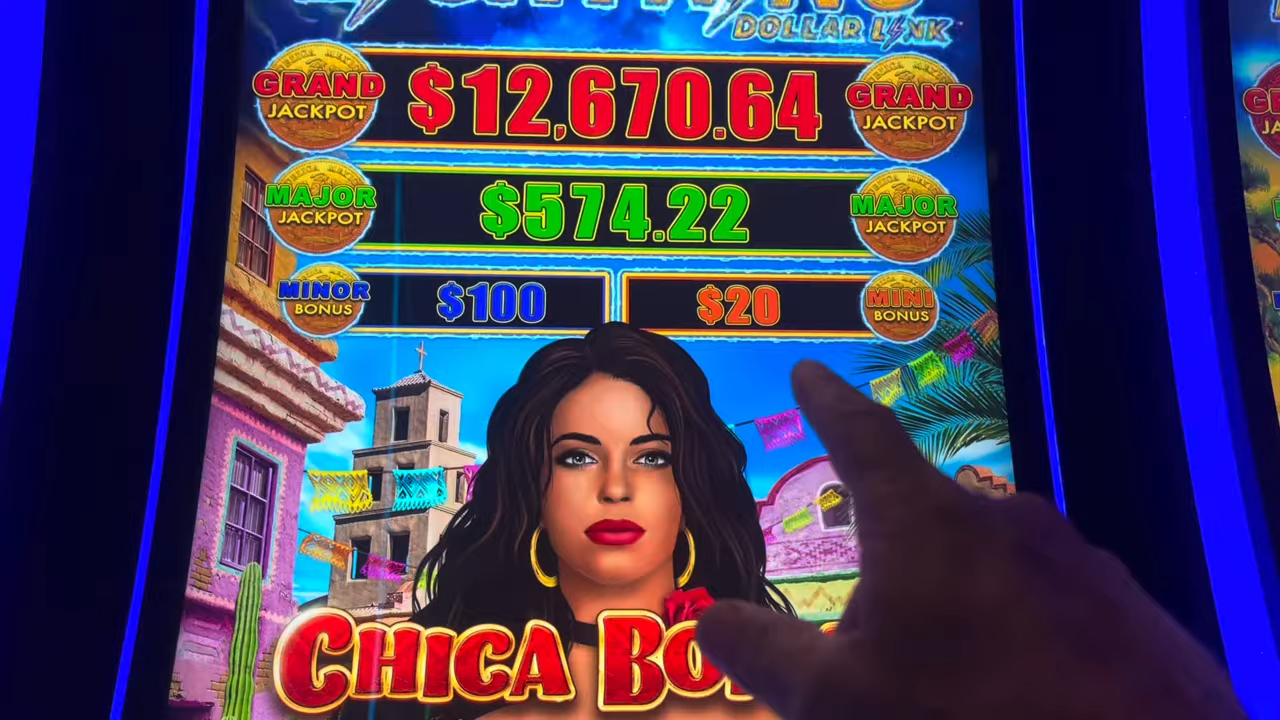 DOLLAR LINK
GRAND JACKPOT
$12,670.64
GRAND JACKPOT
MAJOR JACKPOT
$574.22
MAJOR JACKPOT
MINOR BONUS
$100
$20
MINI BONUS
CHICA